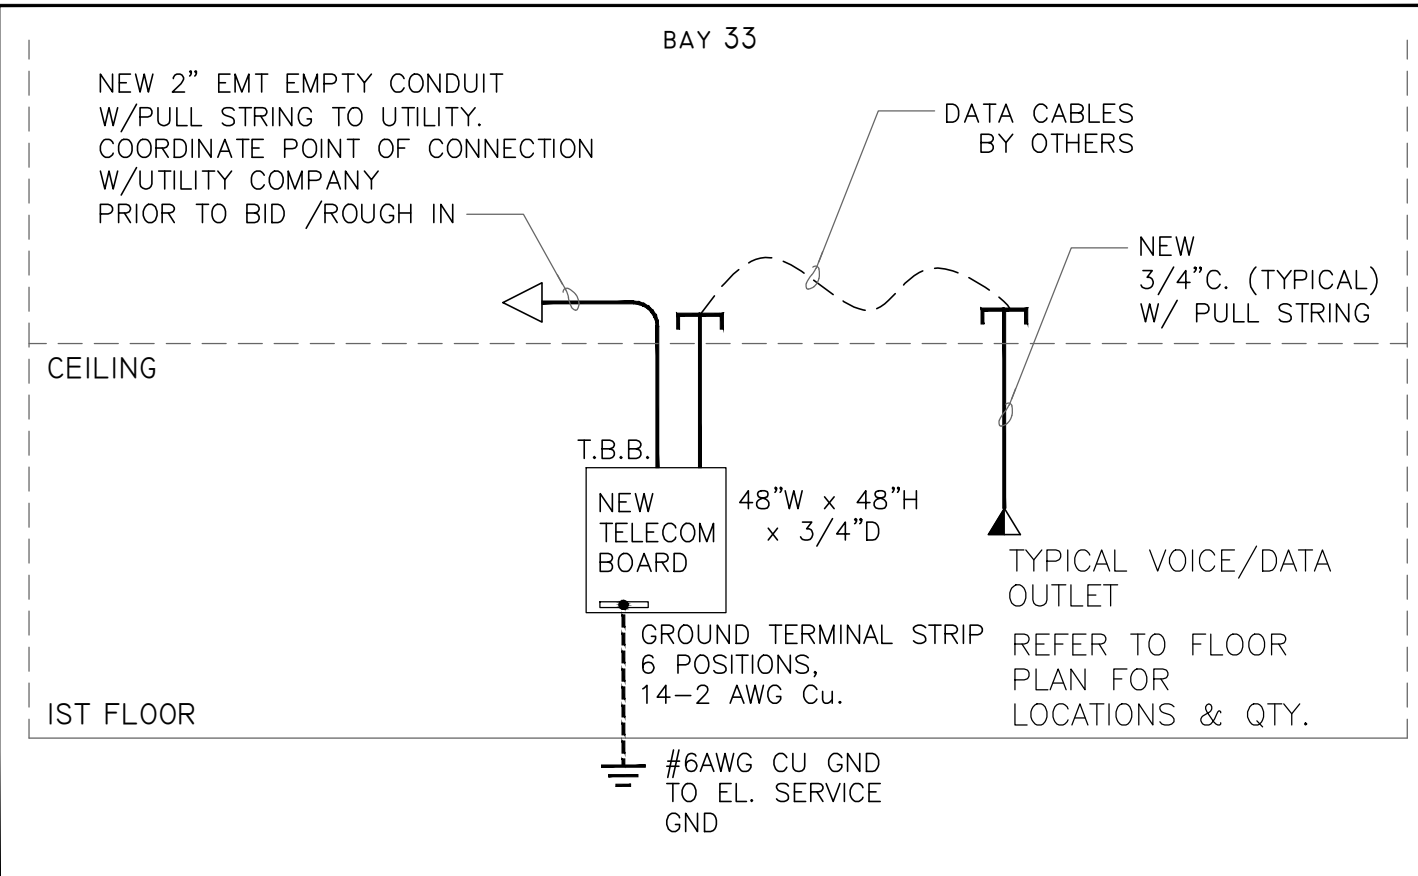 BAY 33
NEW 2” EMT EMPTY CONDUIT
W/PULL STRING TO UTILITY.
COORDINATE POINT OF CONNECTION
W/UTILITY COMPANY
PRIOR TO BID /ROUGH IN
DATA CABLES
BY OTHERS
NEW
3/4”C. (TYPICAL)
W/ PULL STRING
CEILING
T.B.B.
NEW
TELECOM
BOARD
48”W x 48”H
x 3/4”D
TYPICAL VOICE/DATA
OUTLET
REFER TO FLOOR
PLAN FOR
LOCATIONS & QTY.
GROUND TERMINAL STRIP
6 POSITIONS,
14-2 AWG Cu.
IST FLOOR
#6AWG CU GND
TO EL. SERVICE
GND